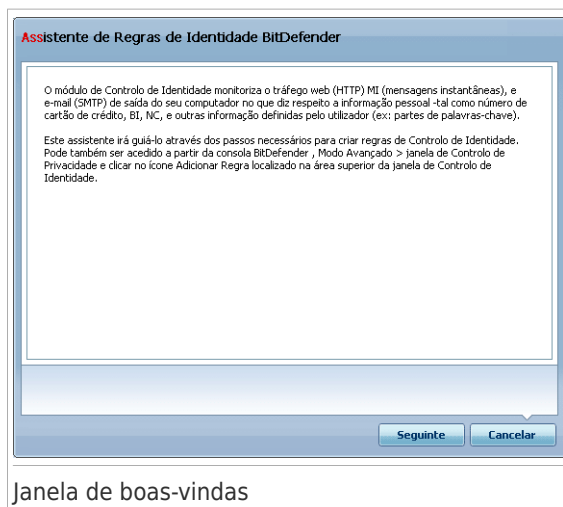 Assistente de Regras de Identidade BitDefender
O módulo de Controlo de Identidade monitoriza o tráfego web (HTTP) MI (mensagens instantâneas), e
e-mail (SMTP) de saída do seu computador no que diz respeito a informação pessoal -tal como número de
cartão de crédito, BI, NC, e outras informação definidas pelo utilizador (ex: partes de palavras-chave).
Este assistente irá guiá-lo através dos passos necessários para criar regras de Controlo de Identidade.
Pode também ser acedido a partir da consola BitDefender , Modo Avançado > janela de Controlo de
Privacidade e clicar no ícone Adicionar Regra localizado na área superior da janela de Controlo de
Identidade.
Seguinte
Cancelar
Janela de boas-vindas